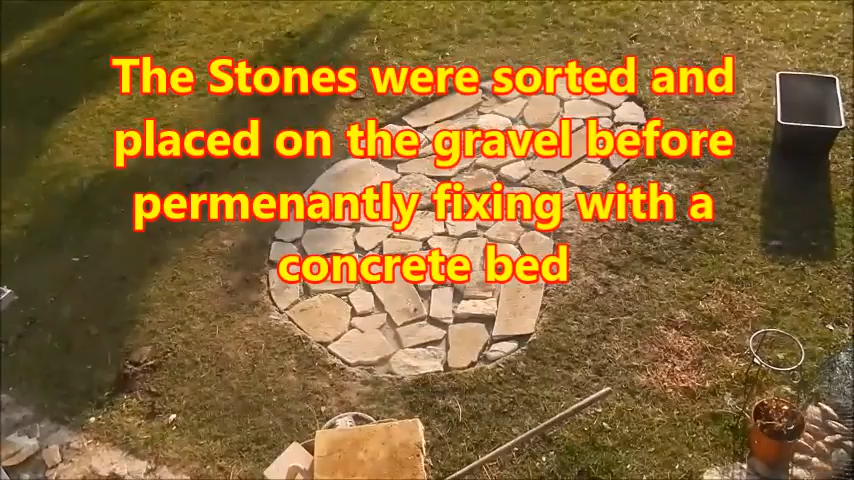 The Stones were sorted and
placed on the gravel before
permenantly fixing with a
concrete bed